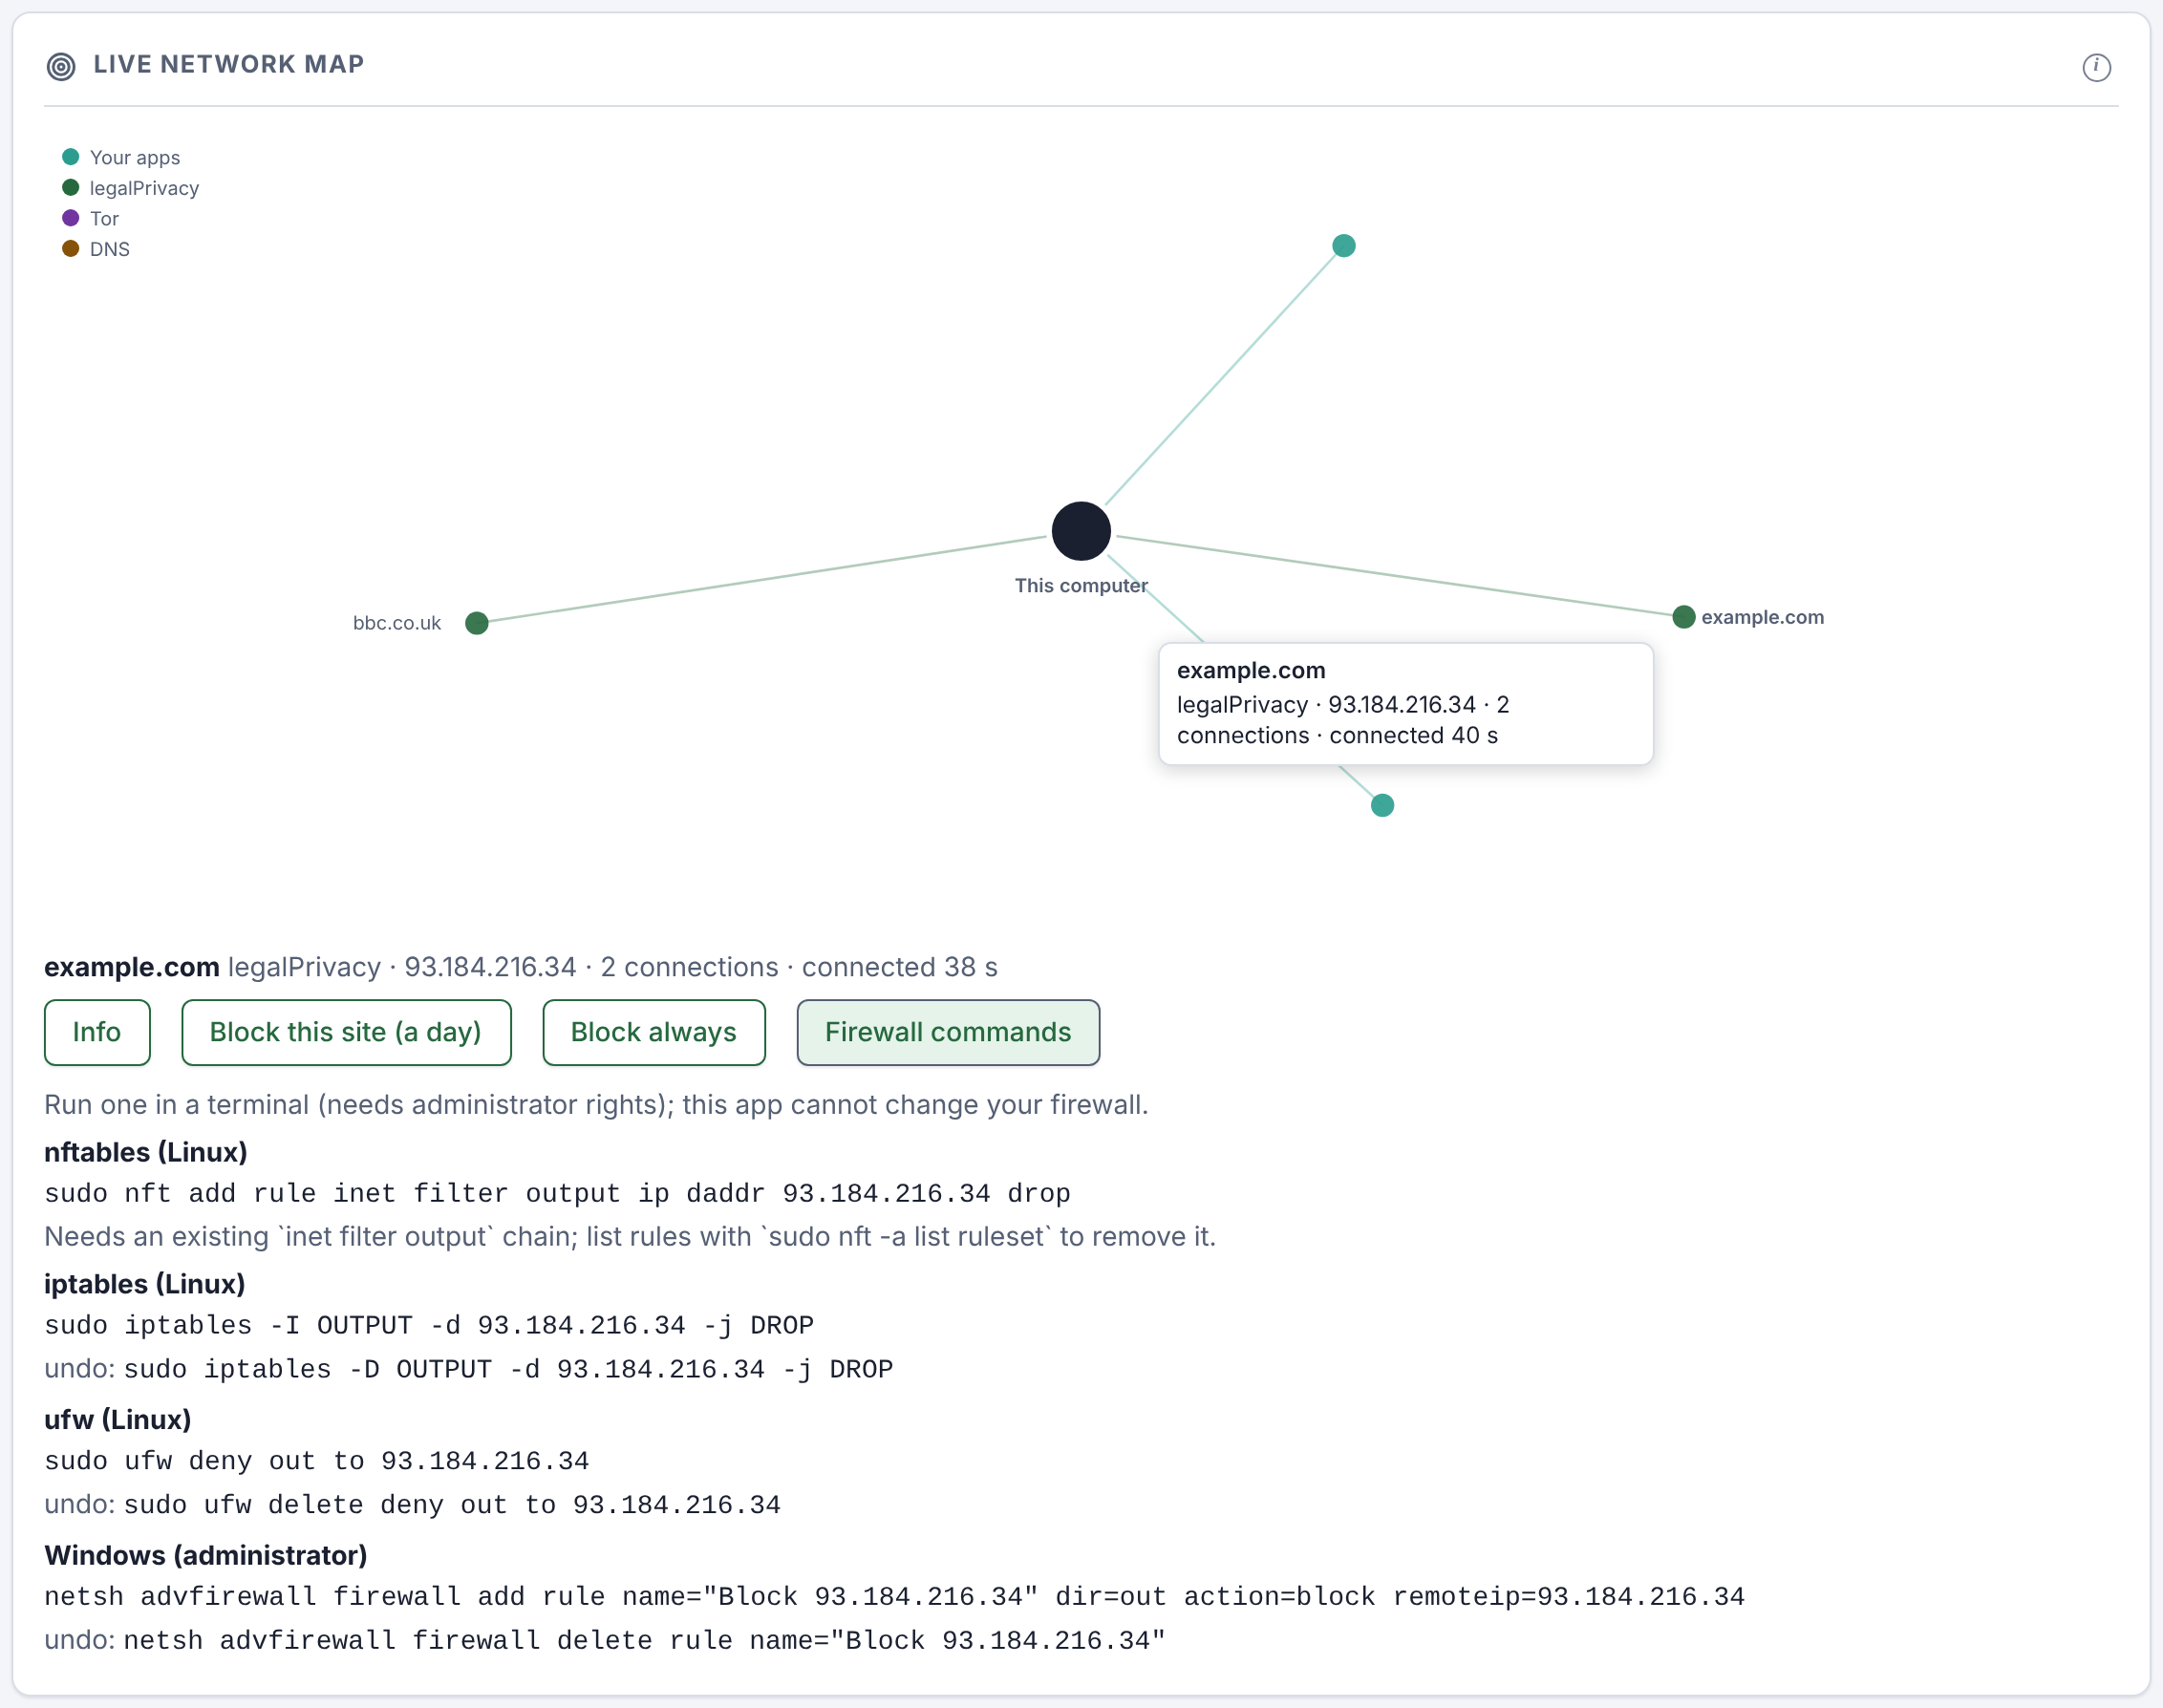 LIVE NETWORK MAP
i
Your apps
legalPrivacy
Tor
DNS
This computer
bbc.co.uk
example.com
example.com
legalPrivacy · 93.184.216.34 · 2
connections · connected 40 s
example.com legalPrivacy · 93.184.216.34 · 2 connections · connected 38 s
Info
Block this site (a day)
Block always
Firewall commands
Run one in a terminal (needs administrator rights); this app cannot change your firewall.
nftables (Linux)
sudo nft add rule inet filter output ip daddr 93.184.216.34 drop
Needs an existing `inet filter output` chain; list rules with `sudo nft -a list ruleset` to remove it.
iptables (Linux)
sudo iptables -I OUTPUT -d 93.184.216.34 -j DROP
undo: sudo iptables -D OUTPUT -d 93.184.216.34 -j DROP
ufw (Linux)
sudo ufw deny out to 93.184.216.34
undo: sudo ufw delete deny out to 93.184.216.34
Windows (administrator)
netsh advfirewall firewall add rule name="Block 93.184.216.34" dir=out action=block remoteip=93.184.216.34
undo: netsh advfirewall firewall delete rule name="Block 93.184.216.34"